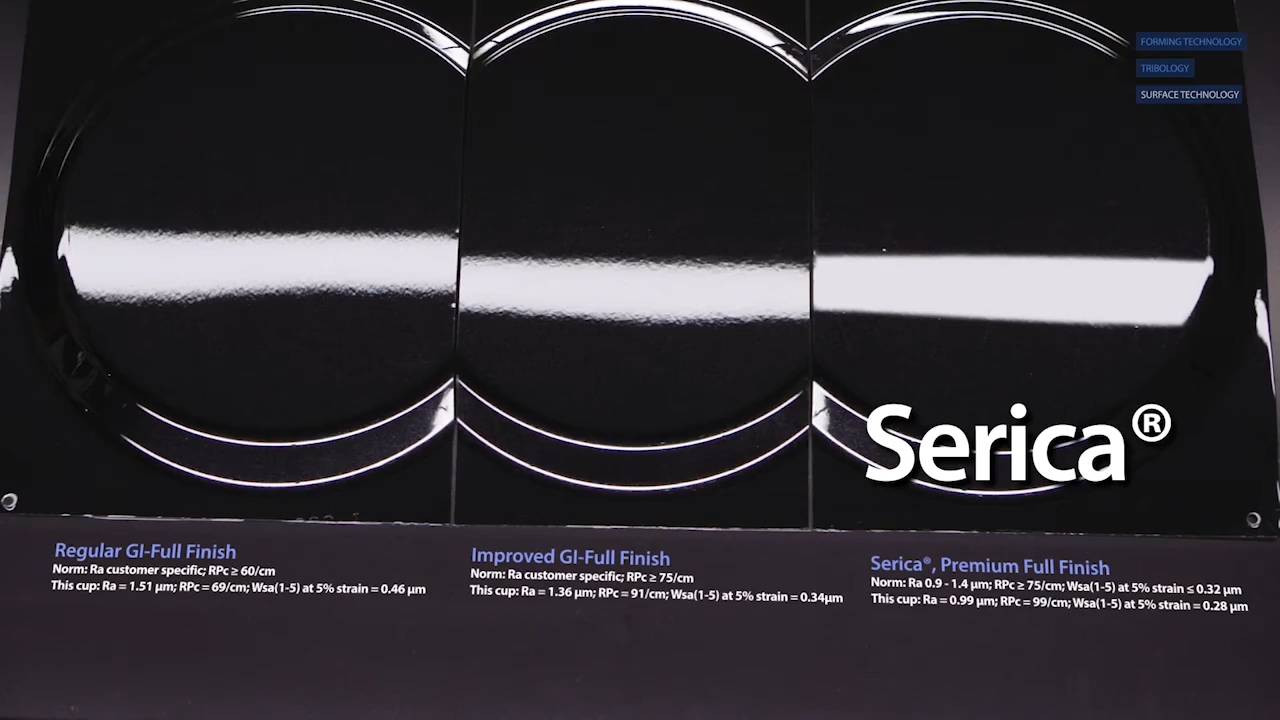 FORMING TECHNOLOGY
TRIBOLOGY
SURFACE TECHNOLOGY
Serica®
Regular GI-Full Finish
Norm: Ra customer specific; RPc ≥ 60/cm
This cup: Ra = 1.51 µm; RPc = 69/cm; Wsa(1-5) at 5% strain = 0.46 µm
Improved GI-Full Finish
Norm: Ra customer specific; RPc ≥ 75/cm
This cup: Ra = 1.36 µm; RPc = 91/cm; Wsa(1-5) at 5% strain = 0.34µm
Serica®, Premium Full Finish
Norm: Ra 0.9 - 1.4 µm; RPc ≥ 75/cm; Wsa(1-5) at 5% strain ≤ 0.32 µm
This cup: Ra = 0.99 µm; RPc = 99/cm; Wsa(1-5) at 5% strain = 0.28 µm